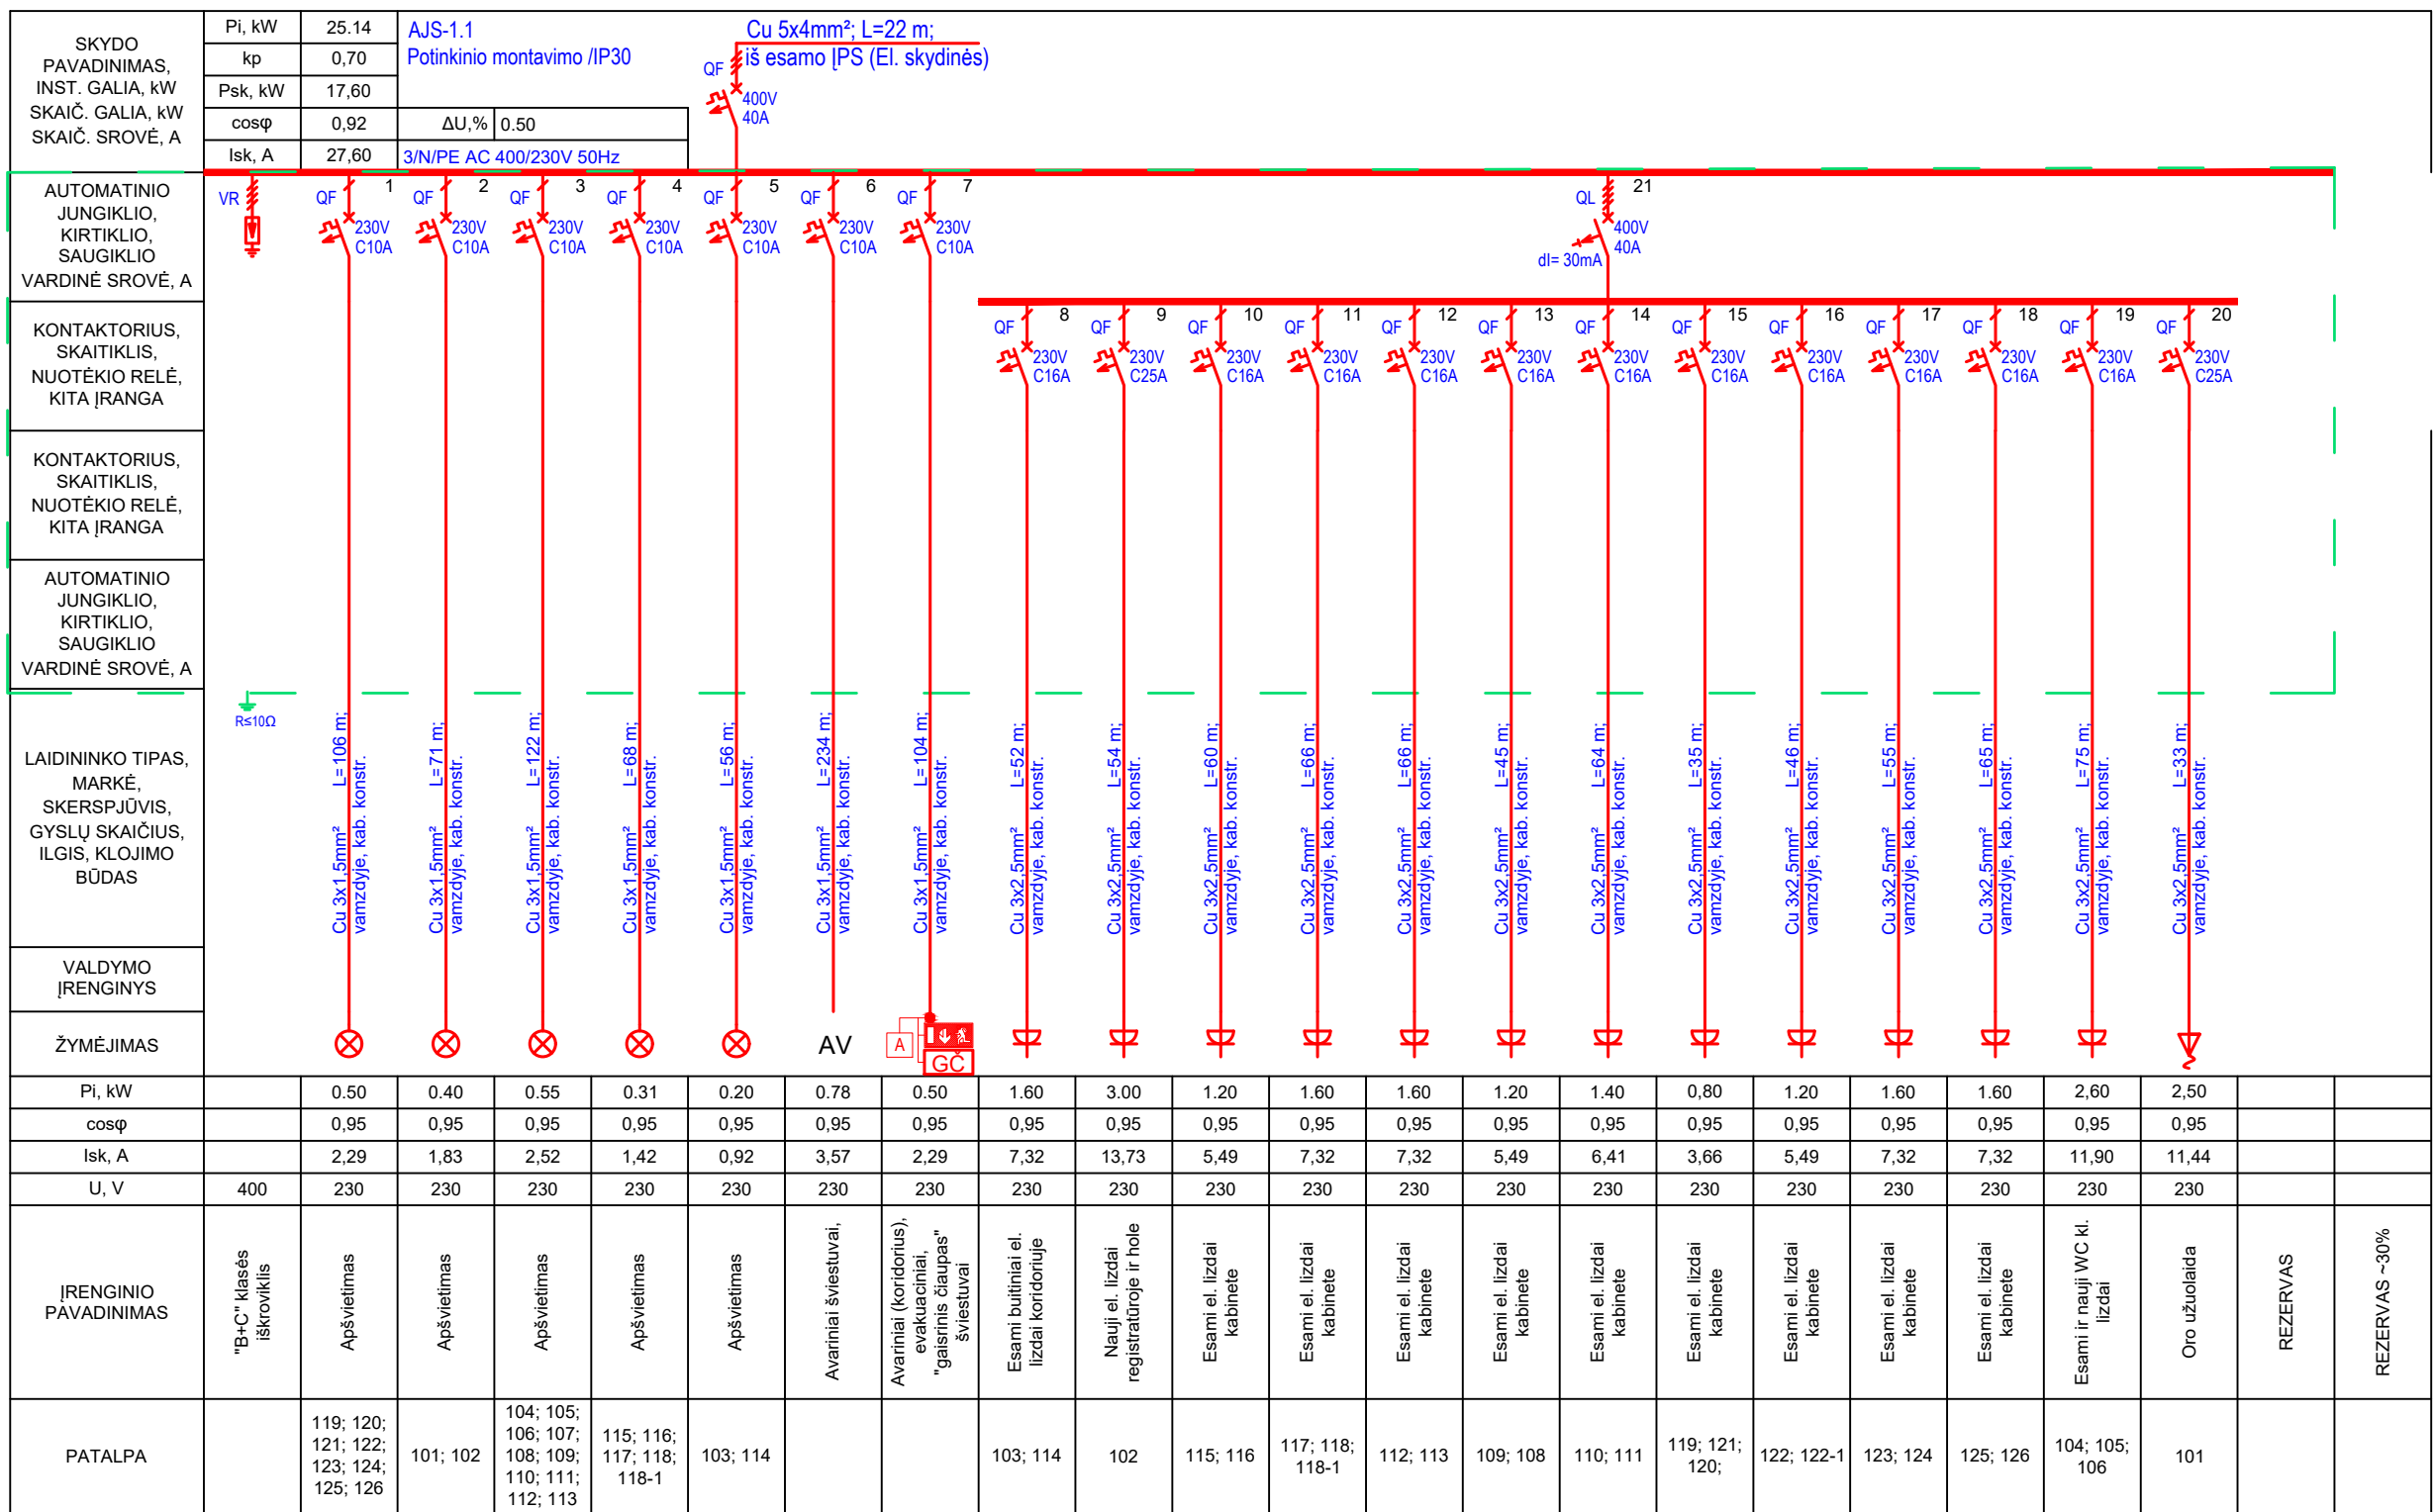 SKYDO
PAVADINIMAS,
INST. GALIA, kW
SKAIČ. GALIA, kW
SKAIČ. SROVĖ, A
Pi, kW 25.14
kp 0,70
Psk, kW 17,60
cosφ 0,92
Isk, A 27,60
AJS-1.1
Potinkinio montavimo /IP30
ΔU,% 0.50
3/N/PE AC 400/230V 50Hz
Cu 5x4mm²; L=22 m;
iš esamo ĮPS (El. skydinės)
QF
400V
40A
AUTOMATINIO
JUNGIKLIO,
KIRTIKLIO,
SAUGIKLIO
VARDINĖ SROVĖ, A
VR
QF 1 QF 2 QF 3 QF 4 QF 5 QF 6 QF 7
230V 230V 230V 230V 230V 230V 230V
C10A C10A C10A C10A C10A C10A C10A
QL 21
400V
40A
dI= 30mA
KONTAKTORIUS,
SKAITIKLIS,
NUOTĖKIO RELĖ,
KITA ĮRANGA
QF 8 QF 9 QF 10 QF 11 QF 12 QF 13 QF 14 QF 15 QF 16 QF 17 QF 18 QF 19 QF 20
230V 230V 230V 230V 230V 230V 230V 230V 230V 230V 230V 230V 230V
C16A C25A C16A C16A C16A C16A C16A C16A C16A C16A C16A C16A C25A
KONTAKTORIUS,
SKAITIKLIS,
NUOTĖKIO RELĖ,
KITA ĮRANGA
AUTOMATINIO
JUNGIKLIO,
KIRTIKLIO,
SAUGIKLIO
VARDINĖ SROVĖ, A
R≤10Ω
LAIDININKO TIPAS,
MARKĖ,
SKERSPJŪVIS,
GYSLŲ SKAIČIUS,
ILGIS, KLOJIMO
BŪDAS
Cu 3x1,5mm² L=106 m;
vamzdyje, kab. konstr.
Cu 3x1,5mm² L=71 m;
vamzdyje, kab. konstr.
Cu 3x1,5mm² L=122 m;
vamzdyje, kab. konstr.
Cu 3x1,5mm² L=68 m;
vamzdyje, kab. konstr.
Cu 3x1,5mm² L=56 m;
vamzdyje, kab. konstr.
Cu 3x1,5mm² L=234 m;
vamzdyje, kab. konstr.
Cu 3x1,5mm² L=104 m;
vamzdyje, kab. konstr.
Cu 3x2,5mm² L=52 m;
vamzdyje, kab. konstr.
Cu 3x2,5mm² L=54 m;
vamzdyje, kab. konstr.
Cu 3x2,5mm² L=60 m;
vamzdyje, kab. konstr.
Cu 3x2,5mm² L=66 m;
vamzdyje, kab. konstr.
Cu 3x2,5mm² L=66 m;
vamzdyje, kab. konstr.
Cu 3x2,5mm² L=45 m;
vamzdyje, kab. konstr.
Cu 3x2,5mm² L=64 m;
vamzdyje, kab. konstr.
Cu 3x2,5mm² L=35 m;
vamzdyje, kab. konstr.
Cu 3x2,5mm² L=46 m;
vamzdyje, kab. konstr.
Cu 3x2,5mm² L=55 m;
vamzdyje, kab. konstr.
Cu 3x2,5mm² L=65 m;
vamzdyje, kab. konstr.
Cu 3x2,5mm² L=75 m;
vamzdyje, kab. konstr.
Cu 3x2,5mm² L=33 m;
vamzdyje, kab. konstr.
VALDYMO
ĮRENGINYS
ŽYMĖJIMAS
AV
A
GČ
Pi, kW 0.50 0.40 0.55 0.31 0.20 0.78 0.50 1.60 3.00 1.20 1.60 1.60 1.20 1.40 0,80 1.20 1.60 1.60 2,60 2,50
cosφ 0,95 0,95 0,95 0,95 0,95 0,95 0,95 0,95 0,95 0,95 0,95 0,95 0,95 0,95 0,95 0,95 0,95 0,95 0,95 0,95
Isk, A 2,29 1,83 2,52 1,42 0,92 3,57 2,29 7,32 13,73 5,49 7,32 7,32 5,49 6,41 3,66 5,49 7,32 7,32 11,90 11,44
U, V 400 230 230 230 230 230 230 230 230 230 230 230 230 230 230 230 230 230 230 230 230
ĮRENGINIO
PAVADINIMAS
"B+C" klasės
iškroviklis
Apšvietimas
Apšvietimas
Apšvietimas
Apšvietimas
Apšvietimas
Avariniai šviestuvai,
Avariniai (koridorius),
evakuaciniai,
"gaisrinis čiaupas"
šviestuvai
Esami buitiniai el.
lizdai koridoriuje
Nauji el. lizdai
registratūroje ir hole
Esami el. lizdai
kabinete
Esami el. lizdai
kabinete
Esami el. lizdai
kabinete
Esami el. lizdai
kabinete
Esami el. lizdai
kabinete
Esami el. lizdai
kabinete
Esami el. lizdai
kabinete
Esami el. lizdai
kabinete
Esami el. lizdai
kabinete
Esami ir nauji WC kl.
lizdai
Oro užuolaida
REZERVAS
REZERVAS ~30%
PATALPA
119; 120;
121; 122;
123; 124;
125; 126
101; 102
104; 105;
106; 107;
108; 109;
110; 111;
112; 113
115; 116;
117; 118;
118-1
103; 114
103; 114
102
115; 116
117; 118;
118-1
112; 113
109; 108
110; 111
119; 121;
120;
122; 122-1
123; 124
125; 126
104; 105;
106
101